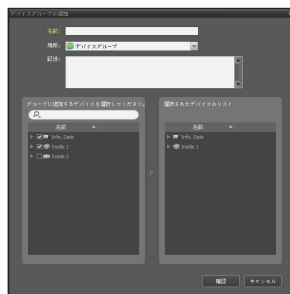 デバイスグループの追加
名前:
場所: デバイスグループ
記述:
グループに追加するデバイスを選択してください。
名前
Info. Desk
Inside 1
Inside 2
選択されたデバイスのリスト
名前
Info. Desk
Inside 1
確認 キャンセル